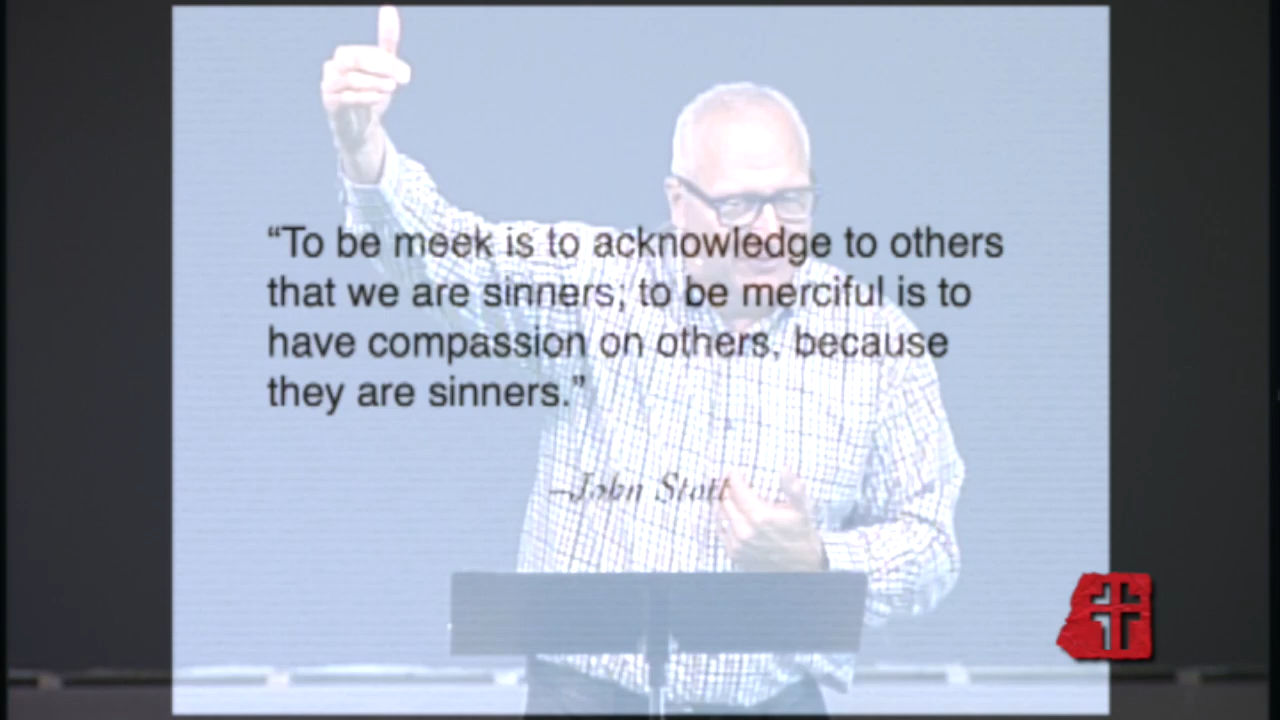 “To be meek is to acknowledge to others
that we are sinners; to be merciful is to
have compassion on others, because
they are sinners.”
–John Stott